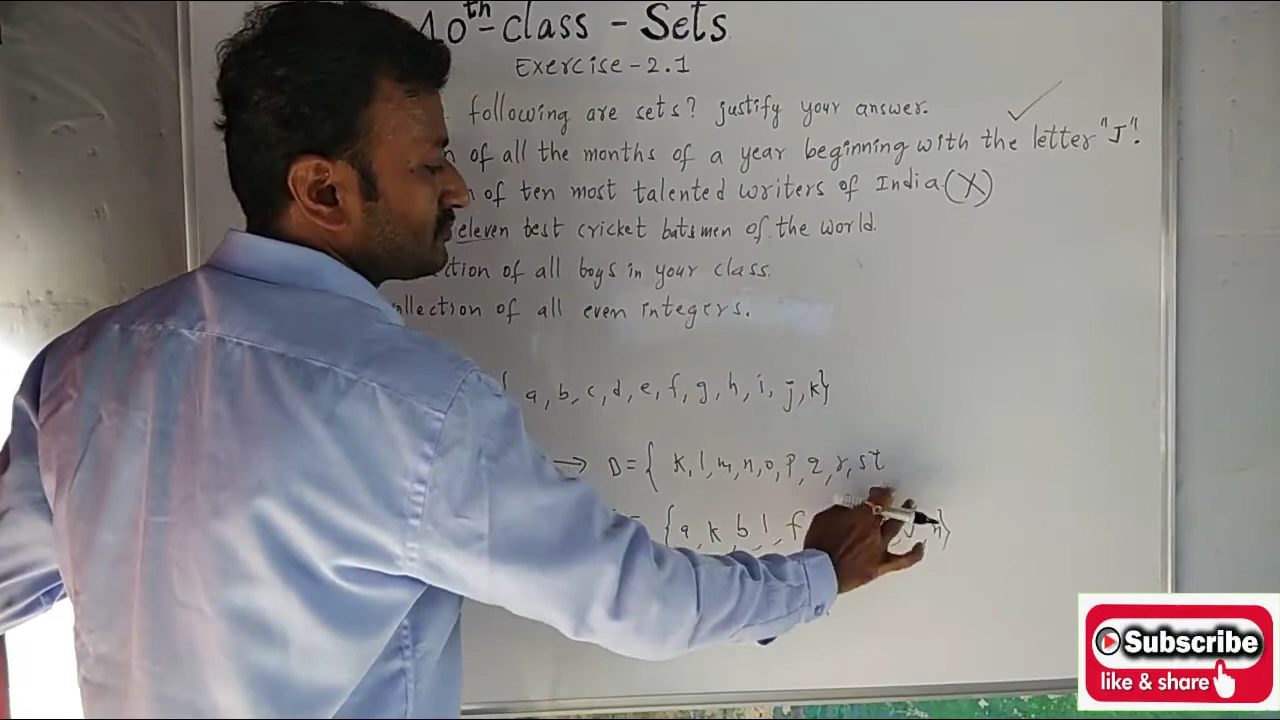 10th - class - Sets
Exercise - 2.1
following are sets? justify your answer.
of all the months of a year beginning with the letter "J".
of ten most talented writers of India (X)
eleven best cricket batsmen of the world.
ction of all boys in your class.
llection of all even integers.
{ a, b, c, d, e, f, g, h, i, j, k}
→ D = { k, l, m, n, o, p, q, r, st
= { a, k, b, l, f
Subscribe
like & share